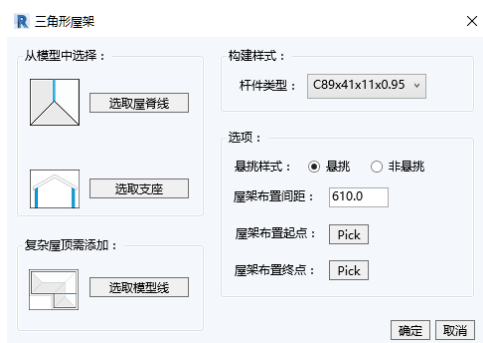 R 三角形屋架
从模型中选择：
选取屋脊线
选取支座
复杂屋顶需添加：
选取模型线
构建样式：
杆件类型： C89x41x11x0.95
选项：
悬挑样式： 悬挑 非悬挑
屋架布置间距： 610.0
屋架布置起点： Pick
屋架布置终点： Pick
确定 取消